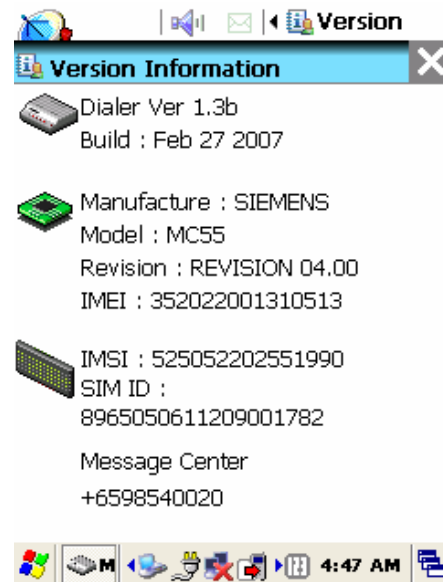 Version
Version Information
Dialer Ver 1.3b
Build : Feb 27 2007
Manufacture : SIEMENS
Model : MC55
Revision : REVISION 04.00
IMEI : 352022001310513
IMSI : 525052202551990
SIM ID :
8965050611209001782
Message Center
+6598540020
M
4:47 AM